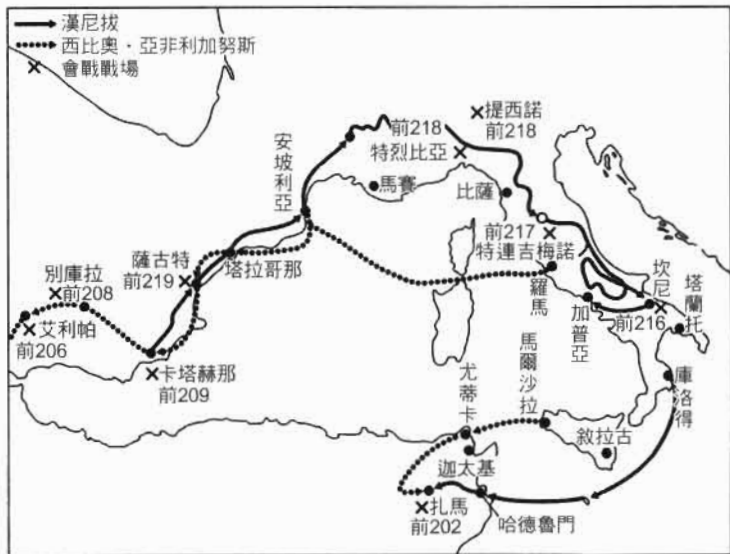 漢尼拔
西比奧・亞非利加努斯
會戰戰場
前218
提西諾
前218
特烈比亞
安坡利亞
馬賽
比薩
前217
特連吉梅諾
薩古特
前219
塔拉哥那
別庫拉
前208
艾利帕
前206
卡塔赫那
前209
羅馬
加普亞
坎尼
前216
塔蘭托
庫洛得
馬爾沙拉
尤蒂卡
敘拉古
迦太基
扎馬
前202
哈德魯門